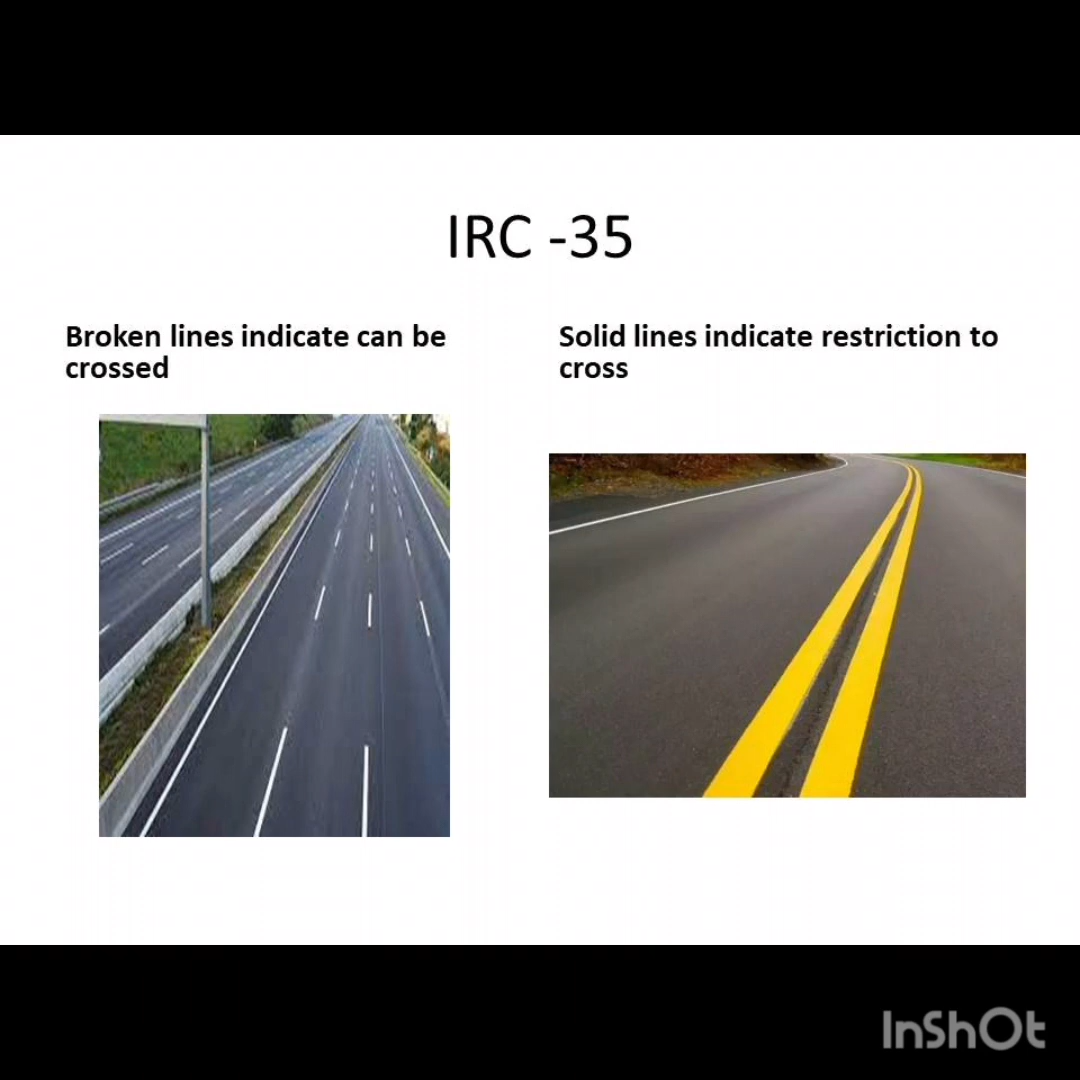 IRC -35
Broken lines indicate can be
crossed
Solid lines indicate restriction to
cross
InShOt